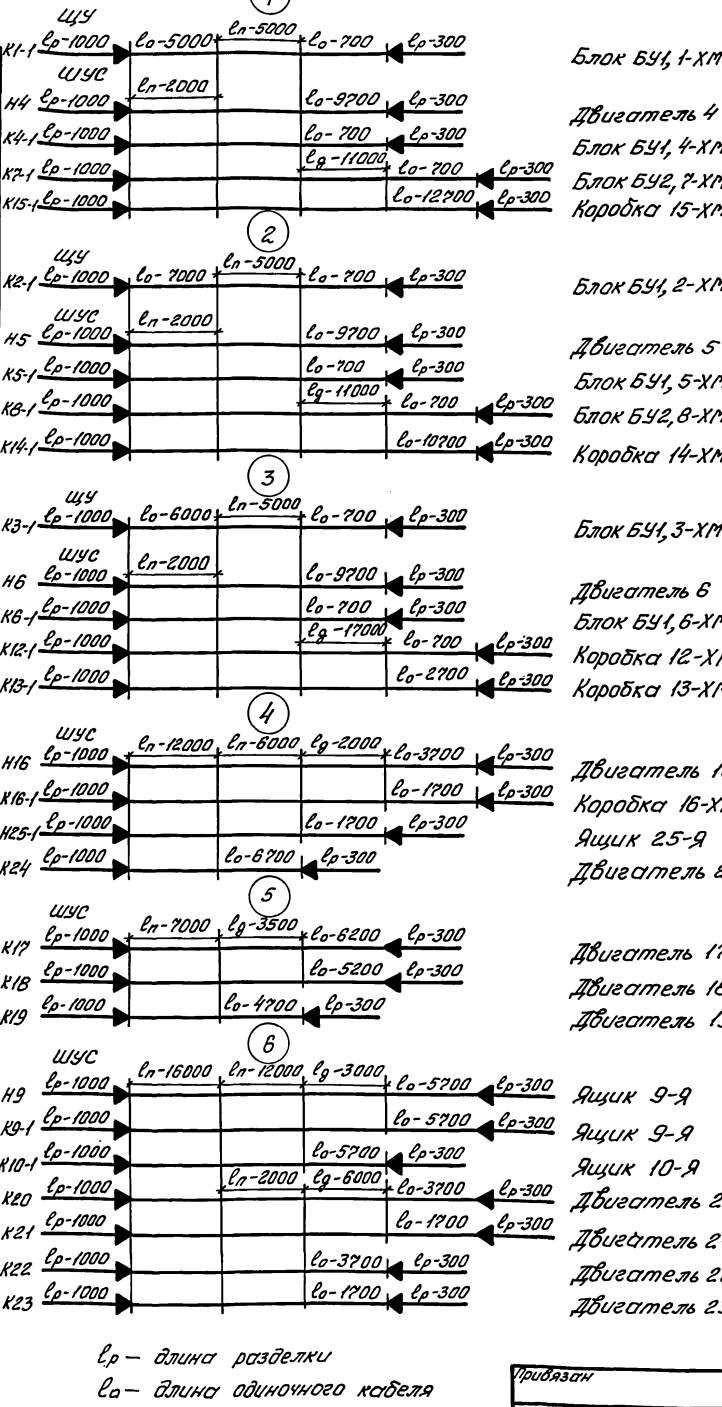 1
ЩУ
К1-1 ℓр-1000 ℓо-5000 ℓп-5000 ℓо-700 ℓр-300 Блок БУ1, 1-ХМ
ШУС
Н4 ℓр-1000 ℓп-2000 ℓо-9700 ℓр-300 Двигатель 4
К4-1 ℓр-1000 ℓо-700 ℓр-300 Блок БУ1, 4-ХМ
К7-1 ℓр-1000 ℓg-11000 ℓо-700 ℓр-300 Блок БУ2, 7-ХМ
К15-1 ℓр-1000 ℓо-12700 ℓр-300 Коробка 15-ХМ
2
ЩУ
К2-1 ℓр-1000 ℓо-7000 ℓп-5000 ℓо-700 ℓр-300 Блок БУ1, 2-ХМ
ШУС
Н5 ℓр-1000 ℓп-2000 ℓо-9700 ℓр-300 Двигатель 5
К5-1 ℓр-1000 ℓо-700 ℓр-300 Блок БУ1, 5-ХМ
К8-1 ℓр-1000 ℓg-11000 ℓо-700 ℓр-300 Блок БУ2, 8-ХМ
К14-1 ℓр-1000 ℓо-10700 ℓр-300 Коробка 14-ХМ
3
ЩУ
К3-1 ℓр-1000 ℓо-6000 ℓп-5000 ℓо-700 ℓр-300 Блок БУ1, 3-ХМ
ШУС
Н6 ℓр-1000 ℓп-2000 ℓо-9700 ℓр-300 Двигатель 6
К6-1 ℓр-1000 ℓо-700 ℓр-300 Блок БУ1, 6-ХМ
К12-1 ℓр-1000 ℓg-17000 ℓо-700 ℓр-300 Коробка 12-ХМ
К13-1 ℓр-1000 ℓо-2700 ℓр-300 Коробка 13-ХМ
4
ШУС
Н16 ℓр-1000 ℓп-12000 ℓп-6000 ℓg-2000 ℓо-3700 ℓр-300 Двигатель
К16-1 ℓр-1000 ℓо-1700 ℓр-300 Коробка
Н25-1 ℓр-1000 ℓо-1700 ℓр-300 Ящик 25-Я
К24 ℓр-1000 ℓо-6700 ℓр-300 Двигатель
5
ШУС
К17 ℓр-1000 ℓп-7000 ℓg-3500 ℓо-6200 ℓр-300 Двигатель 17
К18 ℓр-1000 ℓо-5200 ℓр-300 Двигатель
К19 ℓр-1000 ℓо-4700 ℓр-300 Двигатель
6
ШУС
Н9 ℓр-1000 ℓп-16000 ℓп-12000 ℓg-3000 ℓо-5700 ℓр-300 Ящик 9-Я
К9-1 ℓр-1000 ℓо-5700 ℓр-300 Ящик 9-Я
К10-1 ℓр-1000 ℓо-5700 ℓр-300 Ящик 10-Я
К20 ℓр-1000 ℓп-2000 ℓg-6000 ℓо-3700 ℓр-300 Двигатель
К21 ℓр-1000 ℓо-1700 ℓр-300 Двигатель
К22 ℓр-1000 ℓо-3700 ℓр-300 Двигатель
К23 ℓр-1000 ℓо-1700 ℓр-300 Двигатель
ℓр — длина разделки
ℓо — длина одиночного кабеля
Привязан